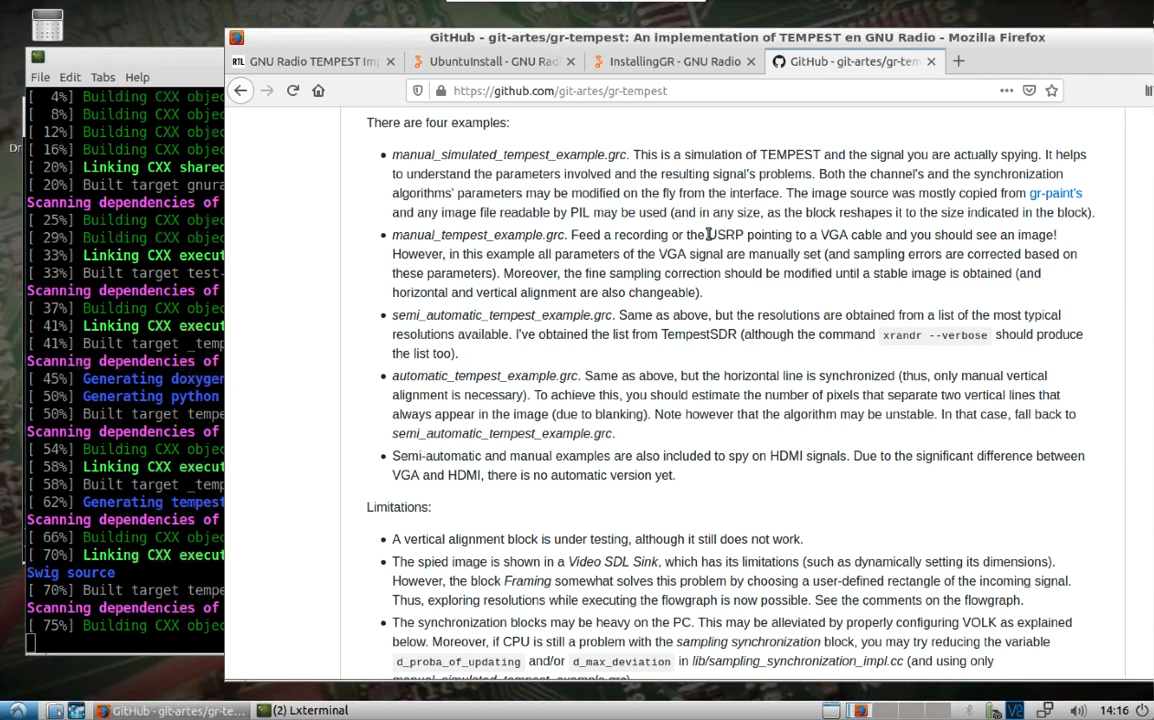 GitHub - git-artes/gr-tempest: An implementation of TEMPEST en GNU Radio - Mozilla Firefox
RTL GNU Radio TEMPEST Im
UbuntuInstall - GNU Rad
InstallingGR - GNU Radio
GitHub - git-artes/gr-tem
https://github.com/git-artes/gr-tempest
File Edit Tabs Help
[ 4%] Building CXX objec
[ 8%] Building CXX objec
[ 12%] Building CXX objec
[ 16%] Building CXX objec
[ 20%] Linking CXX shared
[ 20%] Built target gnura
Scanning dependencies of
[ 25%] Building CXX objec
[ 29%] Building CXX objec
[ 33%] Linking CXX execut
[ 33%] Built target test-
Scanning dependencies of
[ 37%] Building CXX objec
[ 41%] Linking CXX execut
[ 41%] Built target _temp
Scanning dependencies of
[ 45%] Generating doxygen
[ 50%] Generating python
[ 50%] Built target tempe
Scanning dependencies of
[ 54%] Building CXX objec
[ 58%] Linking CXX execut
[ 58%] Built target _temp
[ 62%] Generating tempest
Scanning dependencies of
[ 66%] Building CXX objec
[ 70%] Linking CXX execut
Swig source
[ 70%] Built target tempe
Scanning dependencies of
[ 75%] Building CXX objec
There are four examples:
• manual_simulated_tempest_example.grc. This is a simulation of TEMPEST and the signal you are actually spying. It helps
to understand the parameters involved and the resulting signal's problems. Both the channel's and the synchronization
algorithms' parameters may be modified on the fly from the interface. The image source was mostly copied from gr-paint's
and any image file readable by PIL may be used (and in any size, as the block reshapes it to the size indicated in the block).
• manual_tempest_example.grc. Feed a recording or the USRP pointing to a VGA cable and you should see an image!
However, in this example all parameters of the VGA signal are manually set (and sampling errors are corrected based on
these parameters). Moreover, the fine sampling correction should be modified until a stable image is obtained (and
horizontal and vertical alignment are also changeable).
• semi_automatic_tempest_example.grc. Same as above, but the resolutions are obtained from a list of the most typical
resolutions available. I've obtained the list from TempestSDR (although the command xrandr --verbose should produce
the list too).
• automatic_tempest_example.grc. Same as above, but the horizontal line is synchronized (thus, only manual vertical
alignment is necessary). To achieve this, you should estimate the number of pixels that separate two vertical lines that
always appear in the image (due to blanking). Note however that the algorithm may be unstable. In that case, fall back to
semi_automatic_tempest_example.grc.
• Semi-automatic and manual examples are also included to spy on HDMI signals. Due to the significant difference between
VGA and HDMI, there is no automatic version yet.
Limitations:
• A vertical alignment block is under testing, although it still does not work.
• The spied image is shown in a Video SDL Sink, which has its limitations (such as dynamically setting its dimensions).
However, the block Framing somewhat solves this problem by choosing a user-defined rectangle of the incoming signal.
Thus, exploring resolutions while executing the flowgraph is now possible. See the comments on the flowgraph.
• The synchronization blocks may be heavy on the PC. This may be alleviated by properly configuring VOLK as explained
below. Moreover, if CPU is still a problem with the sampling synchronization block, you may try reducing the variable
d_proba_of_updating and/or d_max_deviation in lib/sampling_synchronization_impl.cc (and using only
manual_simulated_tempest_example.grc)
GitHub - git-artes/gr-te...
(2) Lxterminal
14:16